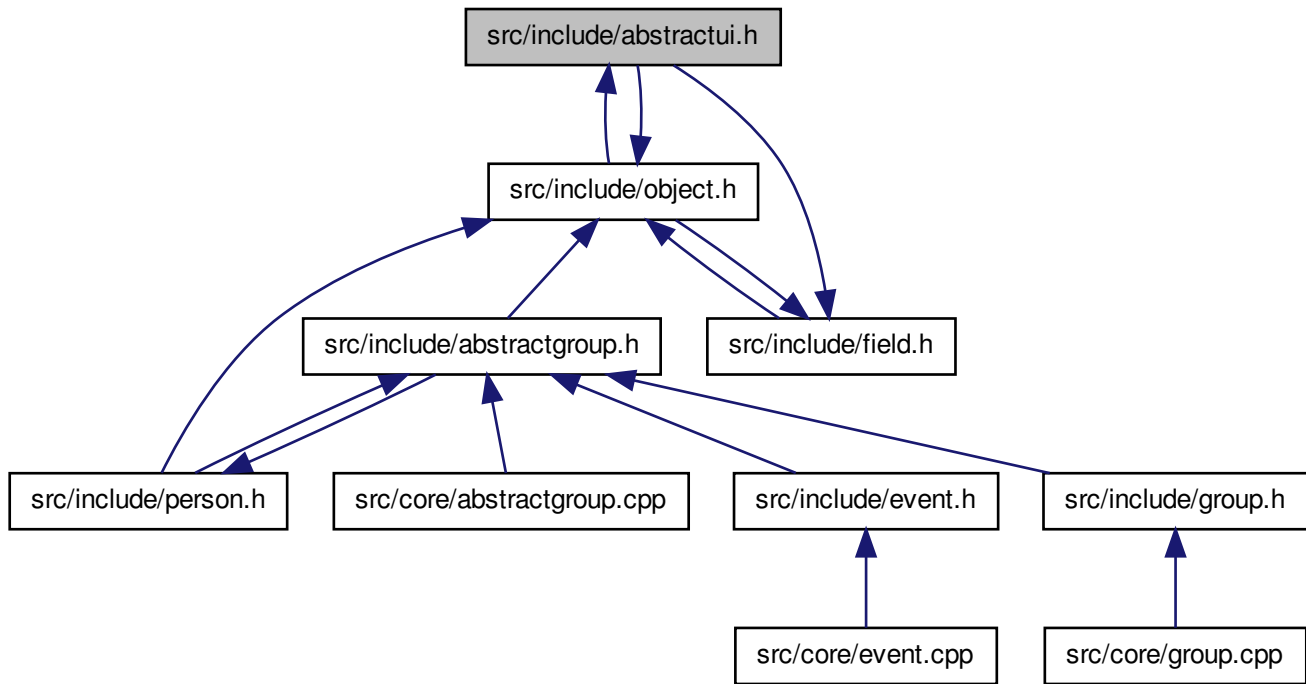 src/include/abstractui.h
src/include/object.h
src/include/abstractgroup.h
src/include/field.h
src/include/person.h
src/core/abstractgroup.cpp
src/include/event.h
src/include/group.h
src/core/event.cpp
src/core/group.cpp